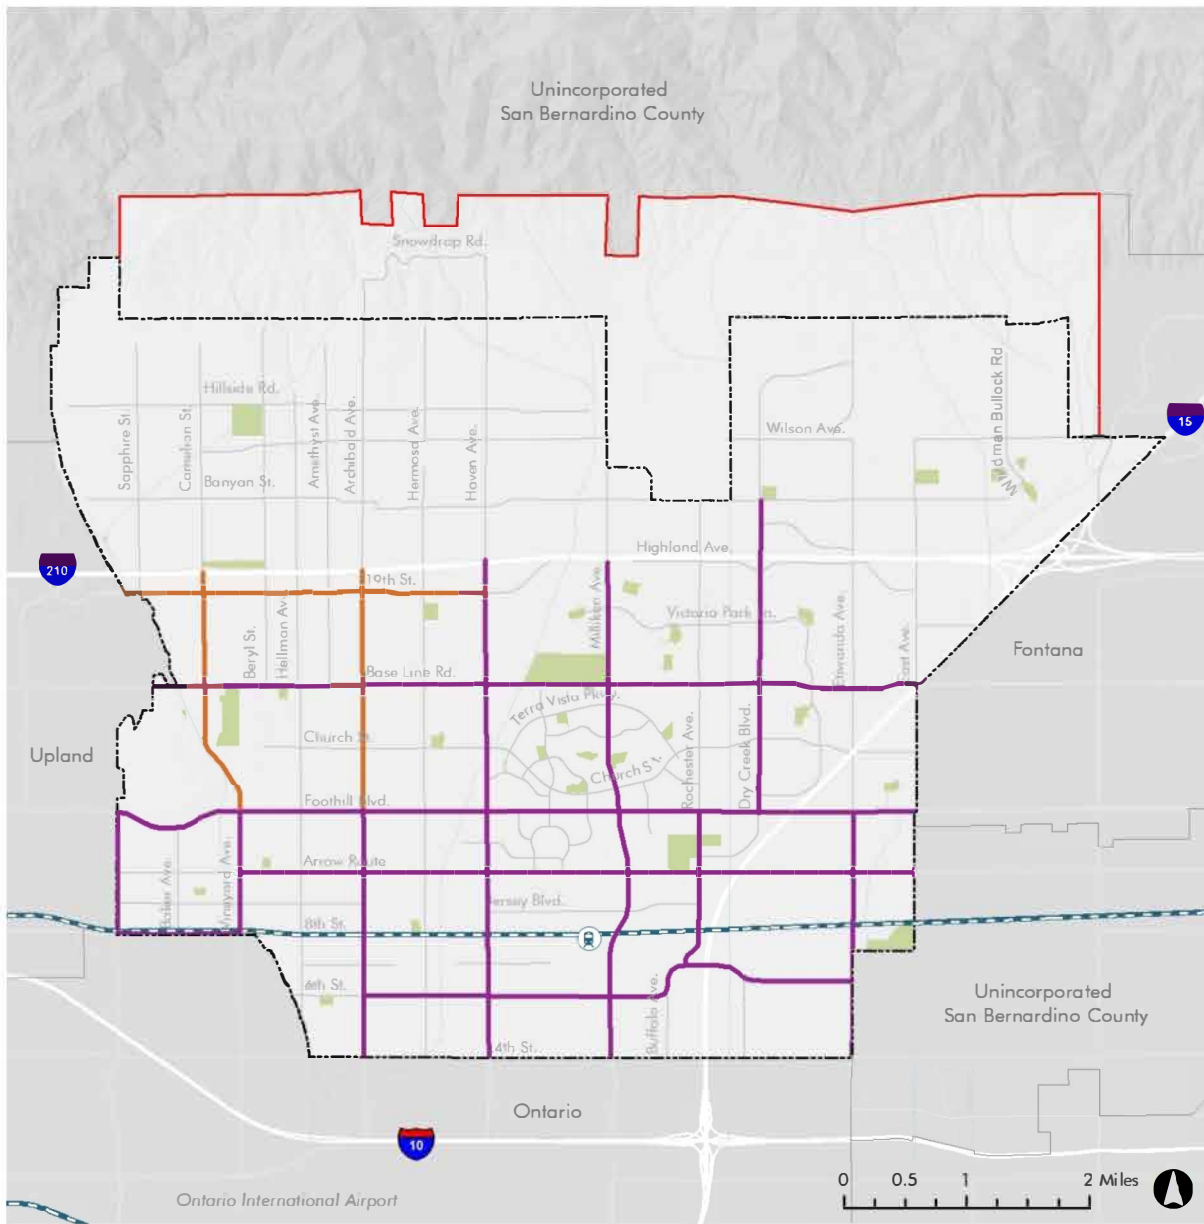 Unincorporated
San Bernardino County
Snowdrop Rd.
Hillside Rd.
Sapphire St.
Carnelian St.
Amethyst Ave.
Archibald Ave.
Hermosa Ave.
Haven Ave.
Wilson Ave.
Wardman Bullock Rd
15
Banyan St.
Highland Ave.
210
19th St.
Beryl St.
Hellman Ave.
Milliken Ave.
Victoria Park Ln.
Etiwanda Ave.
East Ave.
Fontana
Base Line Rd.
Upland
Terra Vista Pkwy.
Church St.
Church St.
Rochester Ave.
Dry Creek Blvd.
Foothill Blvd.
Arrow Route
Vineyard Ave.
Jersey Blvd.
8th St.
6th St.
Buffalo Ave.
Unincorporated
San Bernardino County
4th St.
Ontario
10
Ontario International Airport
0 0.5 1 2 Miles